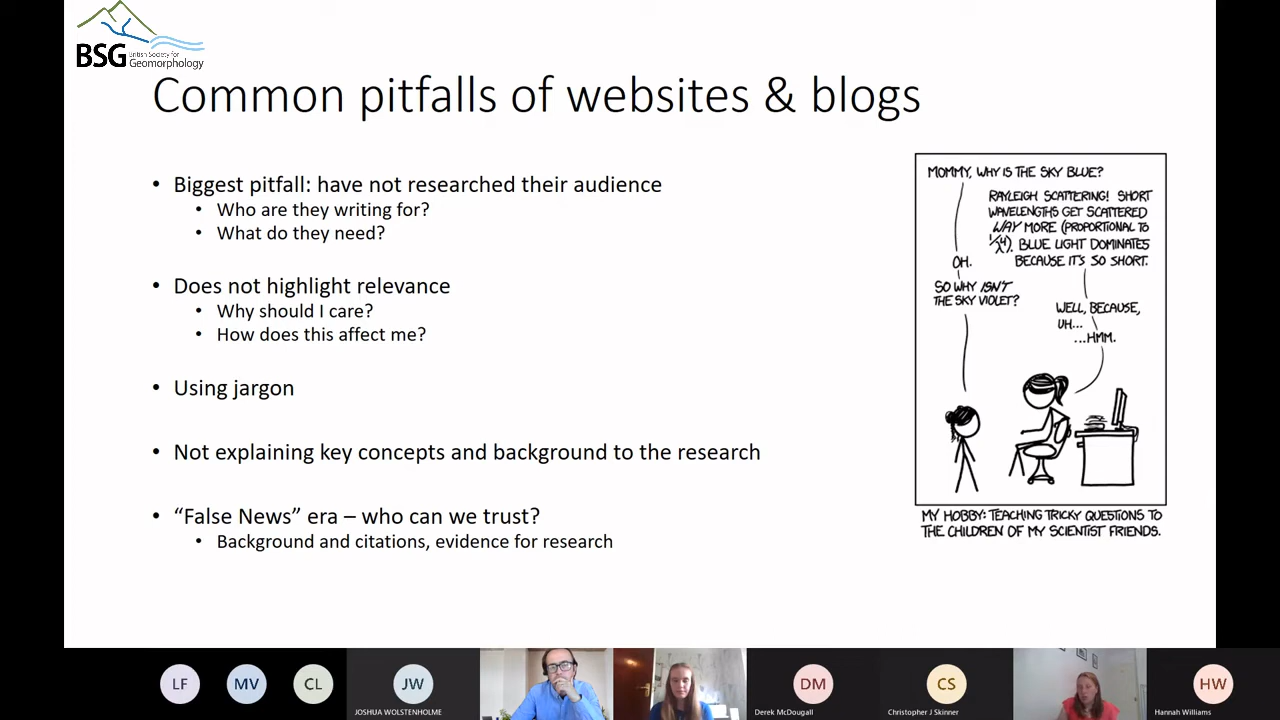 BSG British Society for
Geomorphology
Common pitfalls of websites & blogs
• Biggest pitfall: have not researched their audience
• Who are they writing for?
• What do they need?
• Does not highlight relevance
• Why should I care?
• How does this affect me?
• Using jargon
• Not explaining key concepts and background to the research
• “False News” era – who can we trust?
• Background and citations, evidence for research
MOMMY, WHY IS THE SKY BLUE?
RAYLEIGH SCATTERING! SHORT
WAVELENGTHS GET SCATTERED
WAY MORE (PROPORTIONAL TO
1/λ⁴). BLUE LIGHT DOMINATES
BECAUSE IT'S SO SHORT.
OH.
SO WHY ISN'T
THE SKY VIOLET?
WELL, BECAUSE,
UH...
...HMM.
MY HOBBY: TEACHING TRICKY QUESTIONS TO
THE CHILDREN OF MY SCIENTIST FRIENDS.
LF
MV
CL
JW
JOSHUA WOLSTENHOLME
DM
Derek McDougall
CS
Christopher J Skinner
HW
Hannah Williams